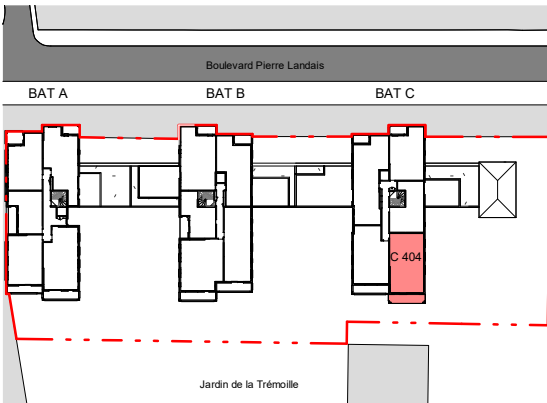 Boulevard Pierre Landais
BAT A BAT B BAT C
C 404
Jardin de la Trémoille